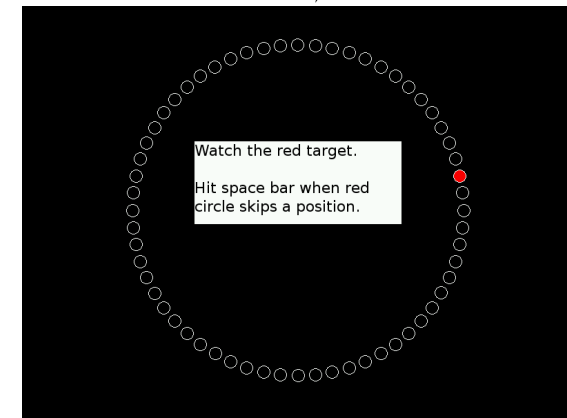 Watch the red target.
Hit space bar when red
circle skips a position.